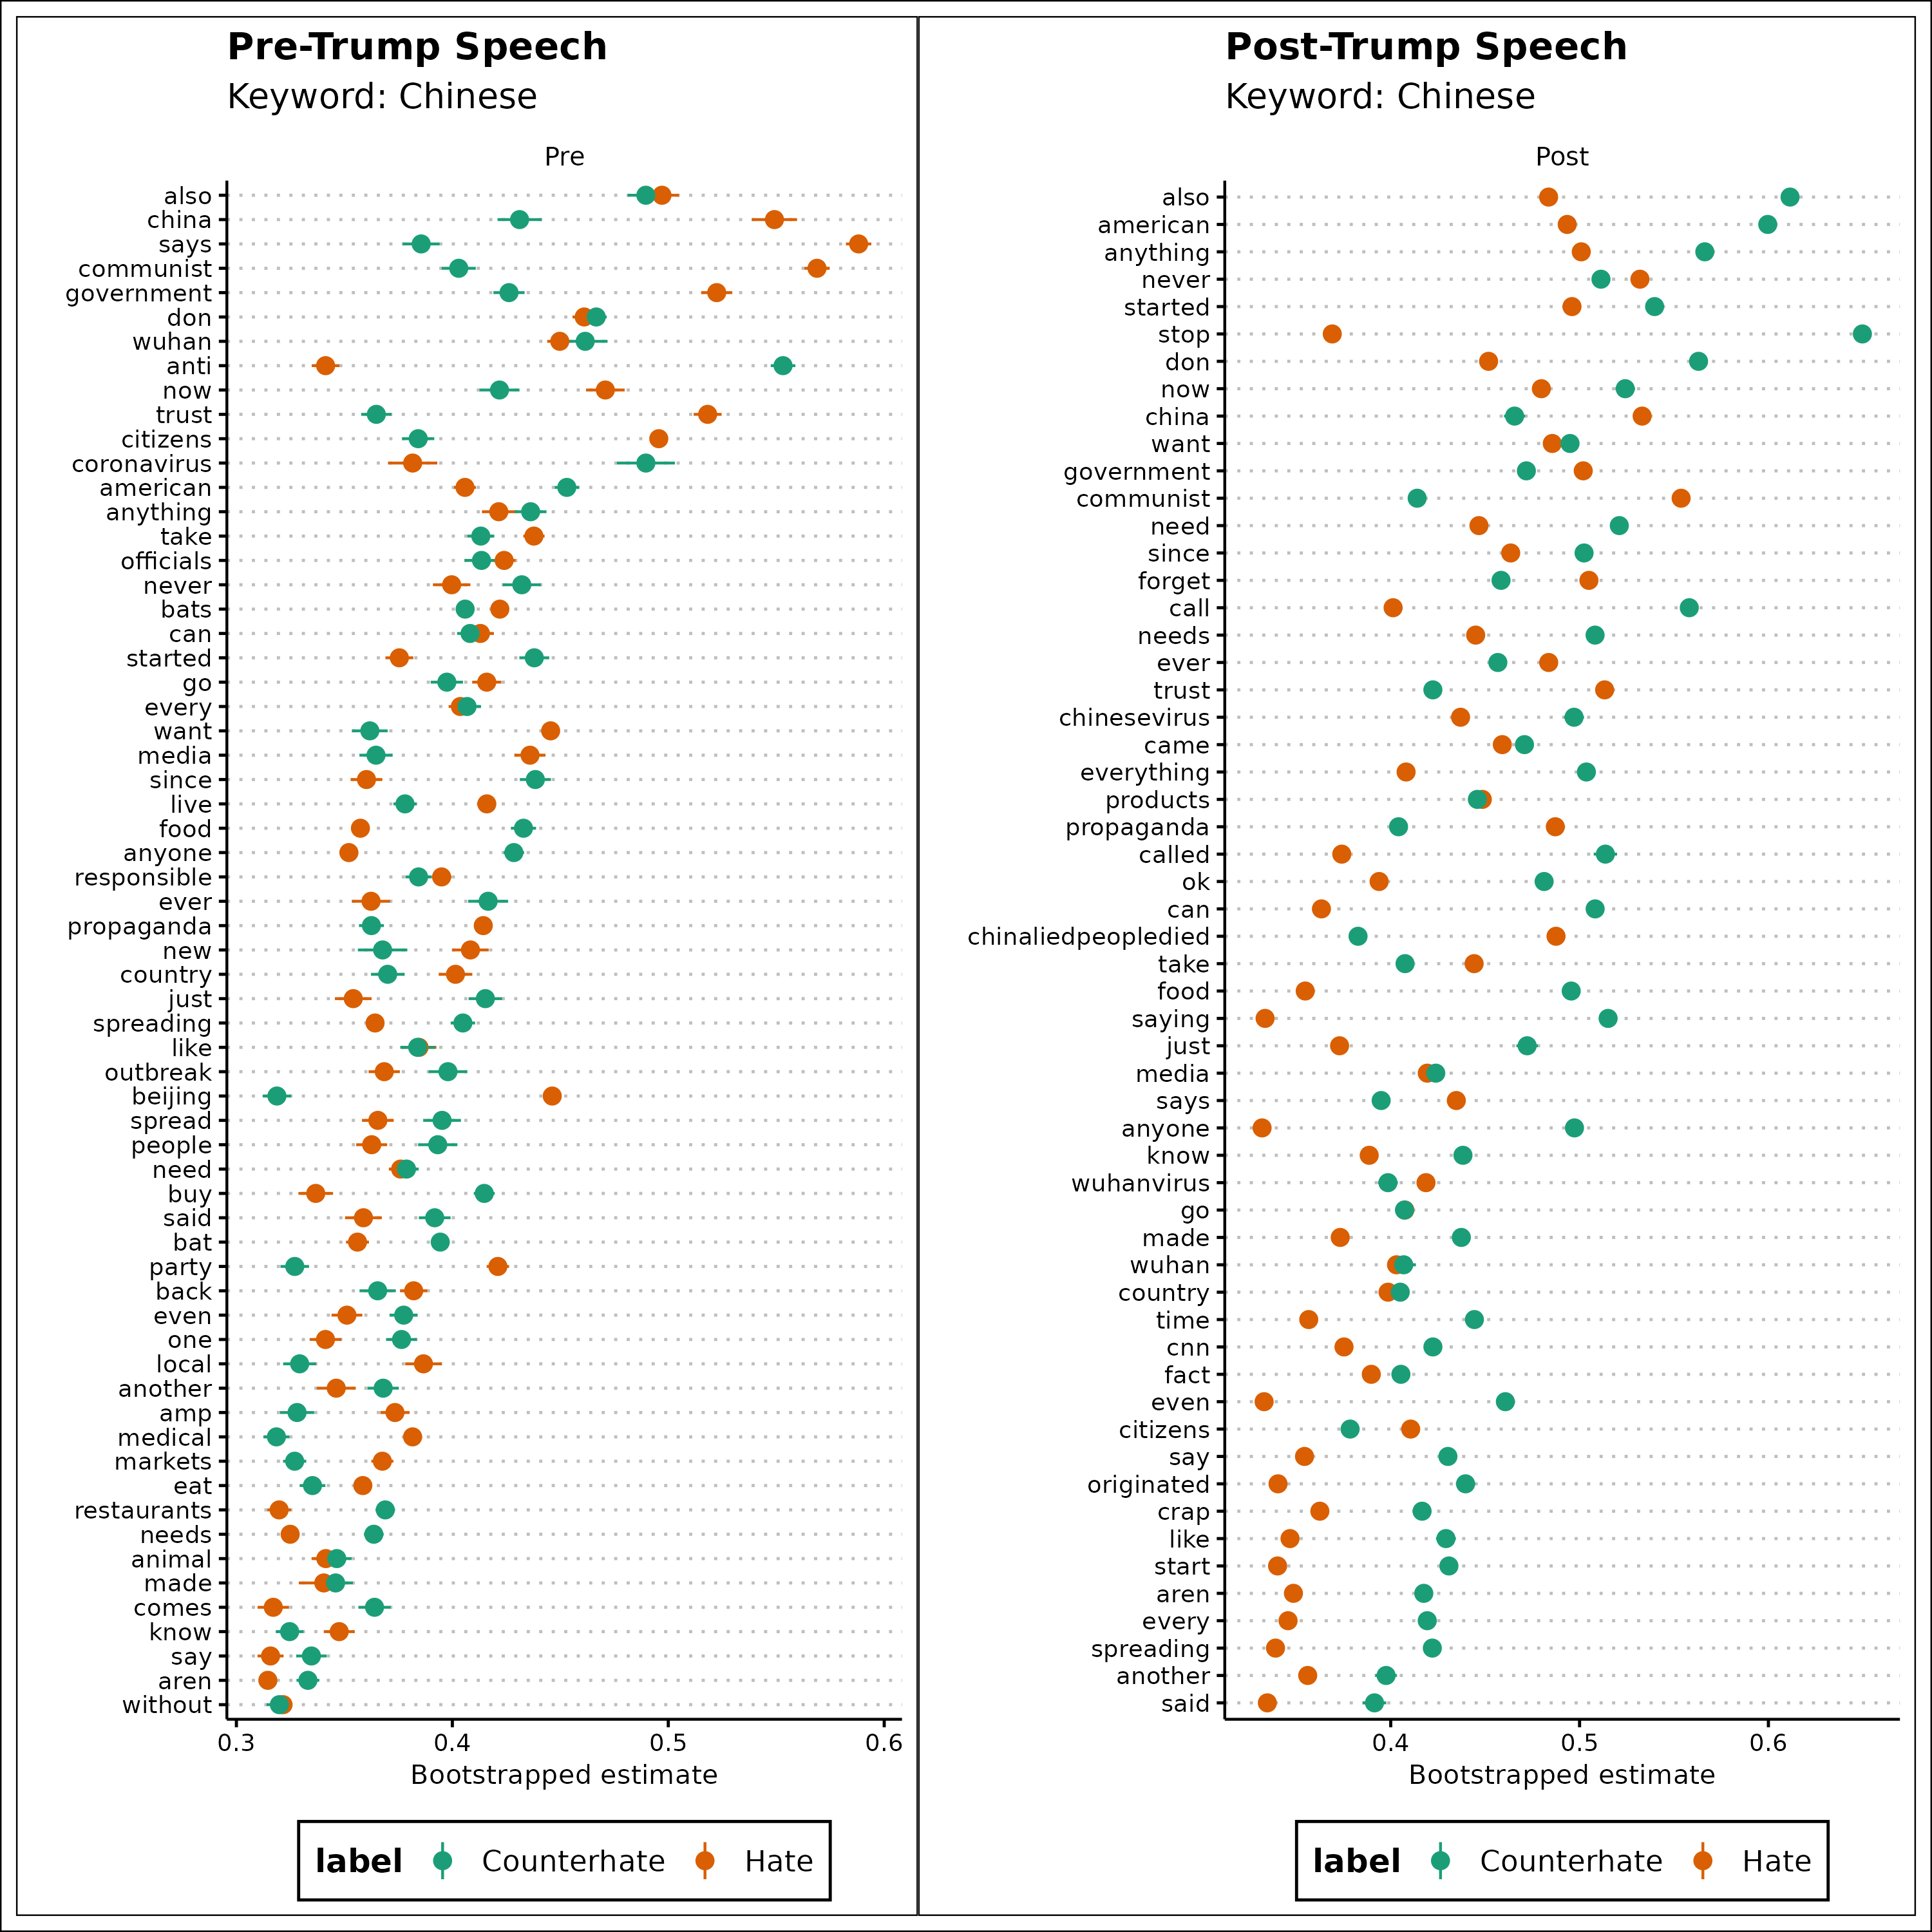 Pre-Trump Speech
Keyword: Chinese
Pre
also
china
says
communist
government
don
wuhan
anti
now
trust
citizens
coronavirus
american
anything
take
officials
never
bats
can
started
go
every
want
media
since
live
food
anyone
responsible
ever
propaganda
new
country
just
spreading
like
outbreak
beijing
spread
people
need
buy
said
bat
party
back
even
one
local
another
amp
medical
markets
eat
restaurants
needs
animal
made
comes
know
say
aren
without
0.3 0.4 0.5 0.6
Bootstrapped estimate
label Counterhate Hate
Post-Trump Speech
Keyword: Chinese
Post
also
american
anything
never
started
stop
don
now
china
want
government
communist
need
since
forget
call
needs
ever
trust
chinesevirus
came
everything
products
propaganda
called
ok
can
chinaliedpeopledied
take
food
saying
just
media
says
anyone
know
wuhanvirus
go
made
wuhan
country
time
cnn
fact
even
citizens
say
originated
crap
like
start
aren
every
spreading
another
said
0.4 0.5 0.6
Bootstrapped estimate
label Counterhate Hate